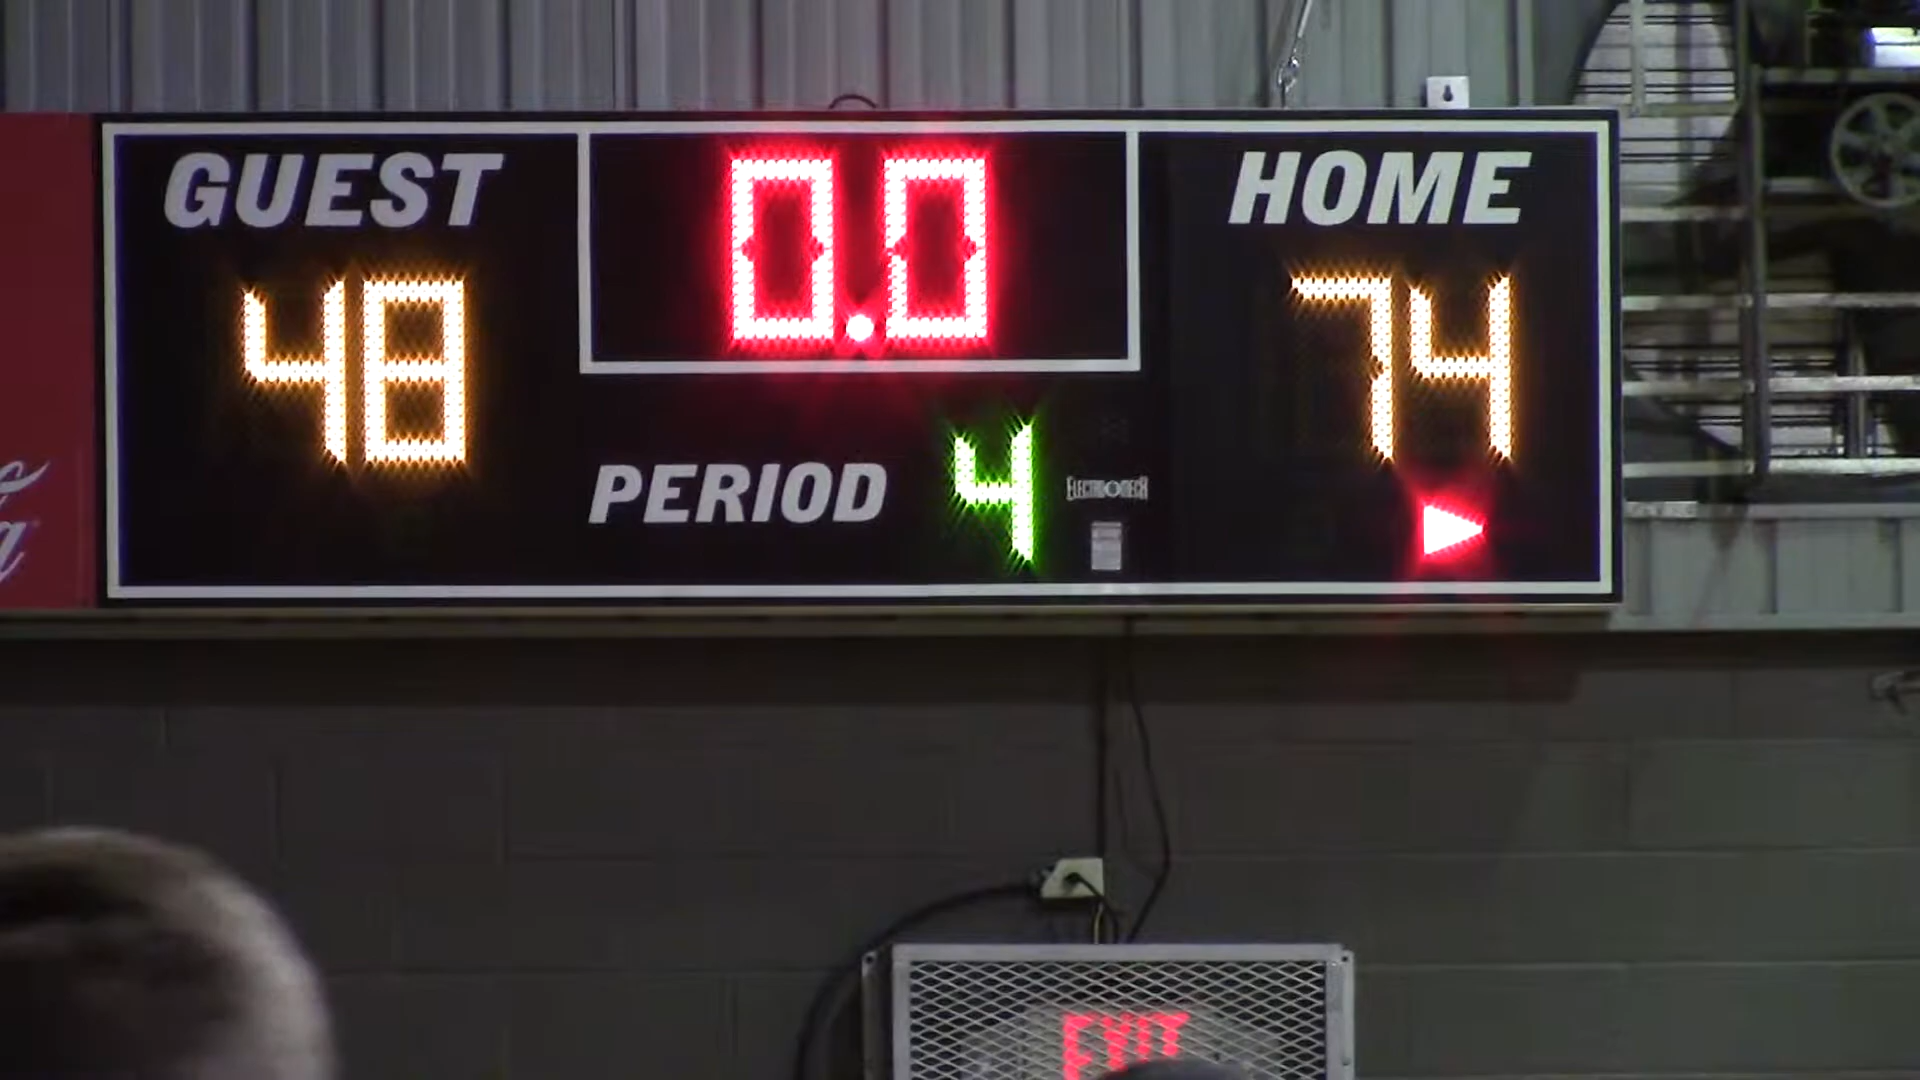 GUEST 0.0 HOME
48 74
PERIOD 4
ELECTRO-MECH
EXIT